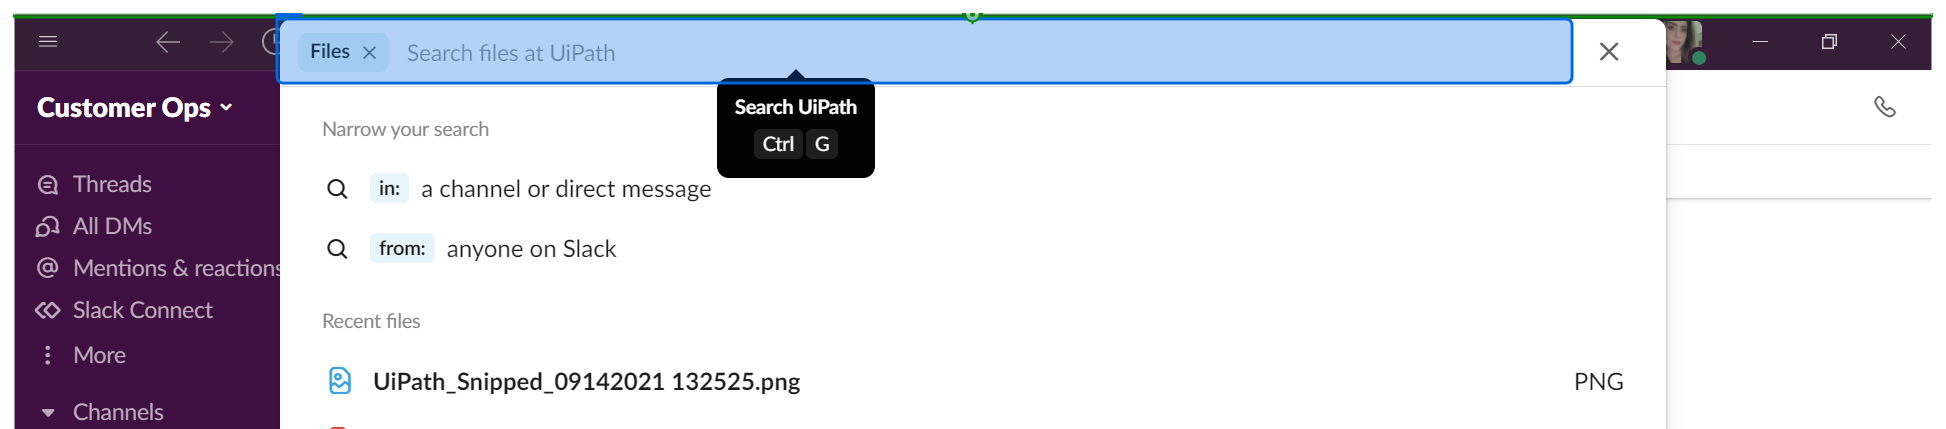 Files Search files at UiPath
Customer Ops
Search UiPath
Ctrl G
Narrow your search
in: a channel or direct message
from: anyone on Slack
Threads
All DMs
Mentions & reactions
Slack Connect
More
Channels
Recent files
UiPath_Snipped_09142021 132525.png PNG